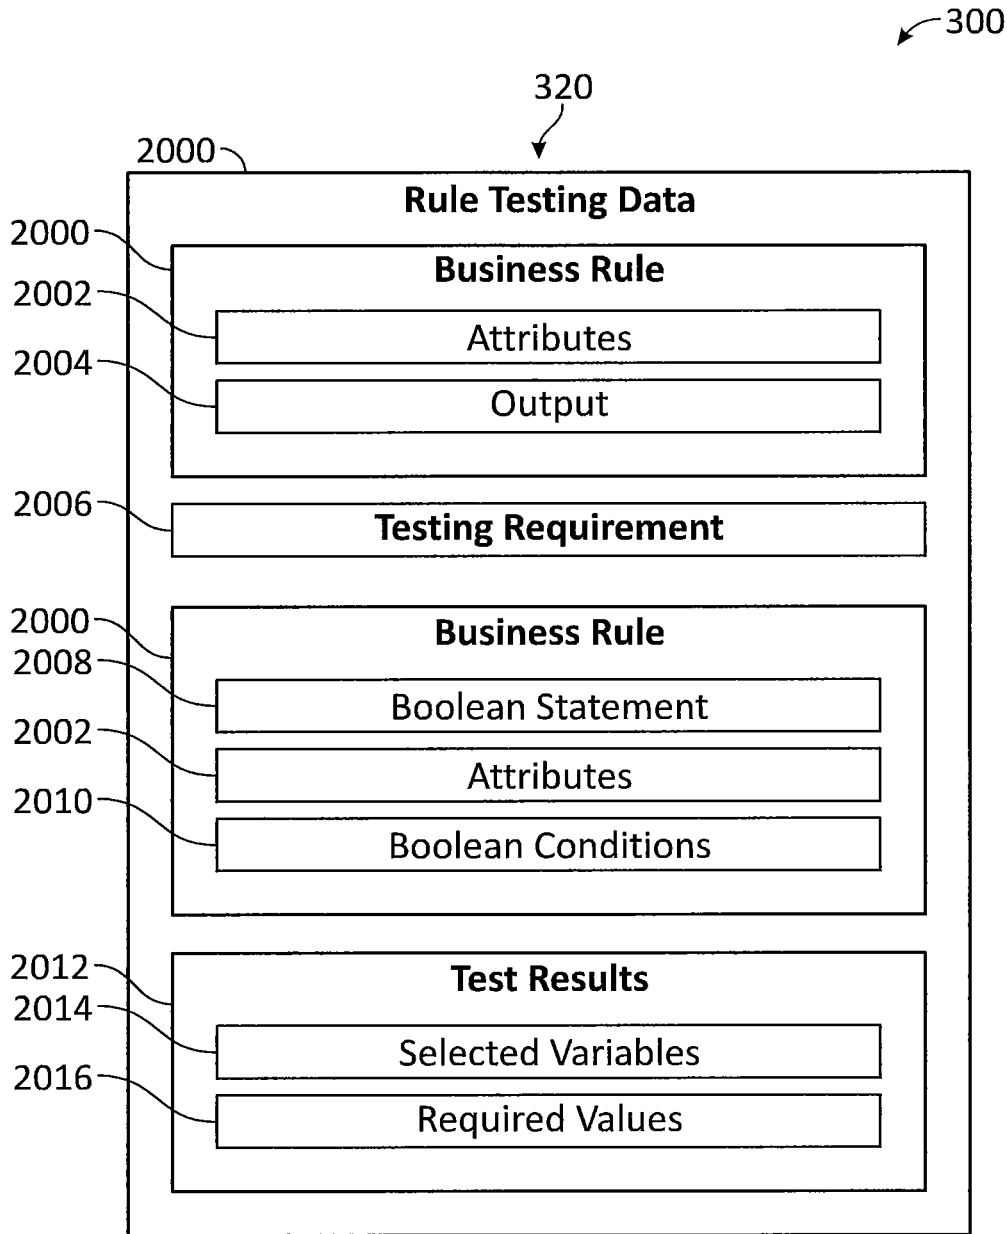 300
320
2000
Rule Testing Data
2000
Business Rule
2002
Attributes
2004
Output
2006
Testing Requirement
2000
Business Rule
2008
Boolean Statement
2002
Attributes
2010
Boolean Conditions
2012
Test Results
2014
Selected Variables
2016
Required Values